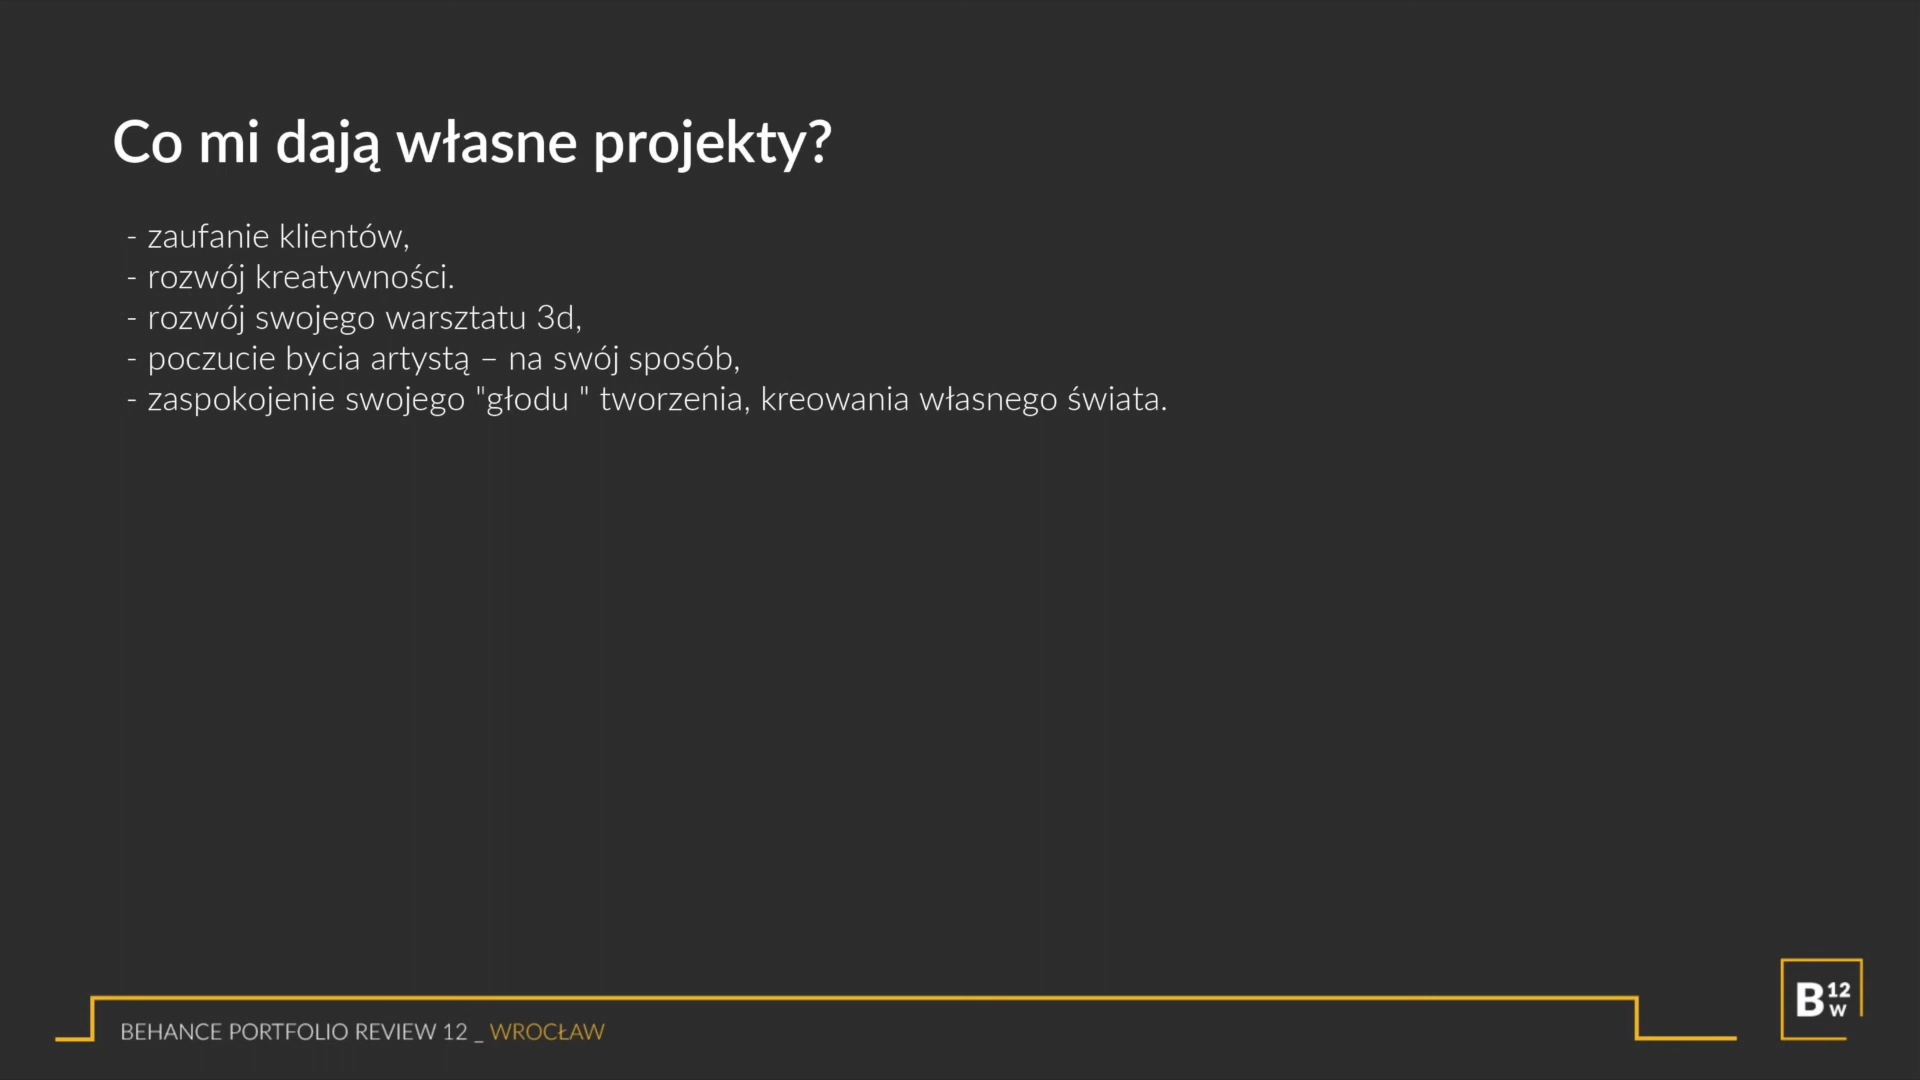 Co mi dają własne projekty?
- zaufanie klientów,
- rozwój kreatywności.
- rozwój swojego warsztatu 3d,
- poczucie bycia artystą – na swój sposób,
- zaspokojenie swojego "głodu " tworzenia, kreowania własnego świata.
BEHANCE PORTFOLIO REVIEW 12 _ WROCŁAW
B 12 W